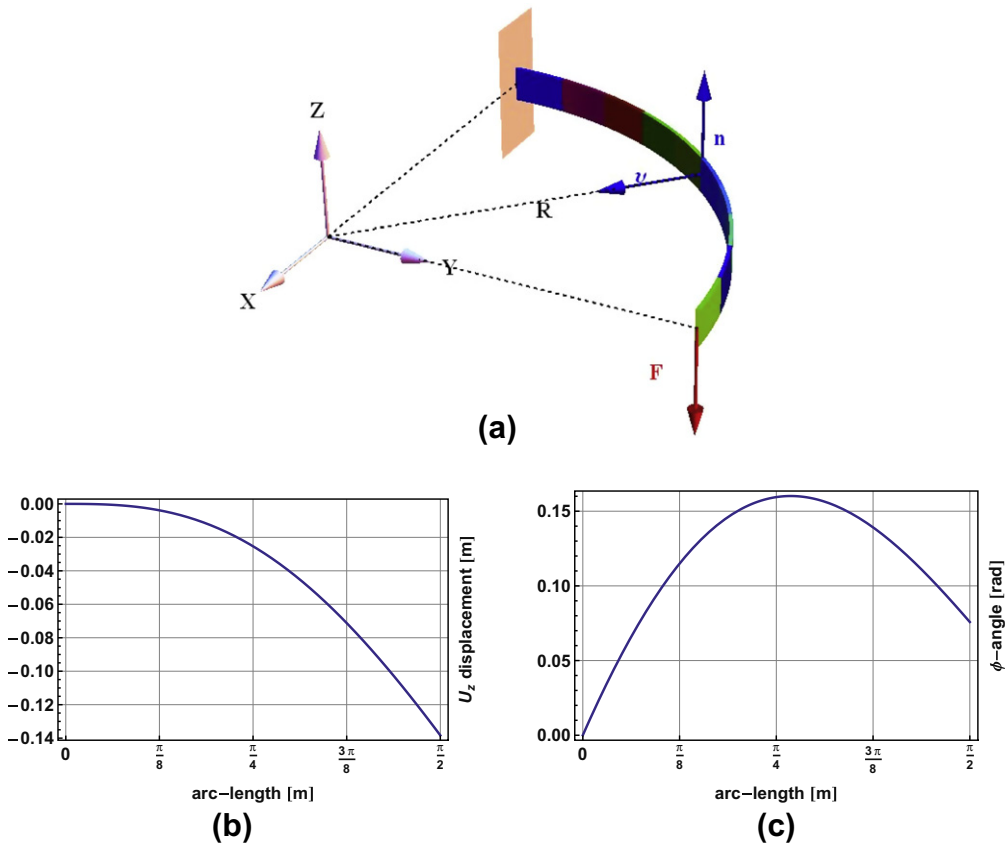 Z
n
υ
R
Y
X
F
(a)
0.00
−0.02
−0.04
−0.06
−0.08
−0.10
−0.12
−0.14
0
π/8
π/4
3π/8
π/2
arc−length [m]
U_z displacement [m]
(b)
0.15
0.10
0.05
0.00
0
π/8
π/4
3π/8
π/2
arc−length [m]
ϕ−angle [rad]
(c)